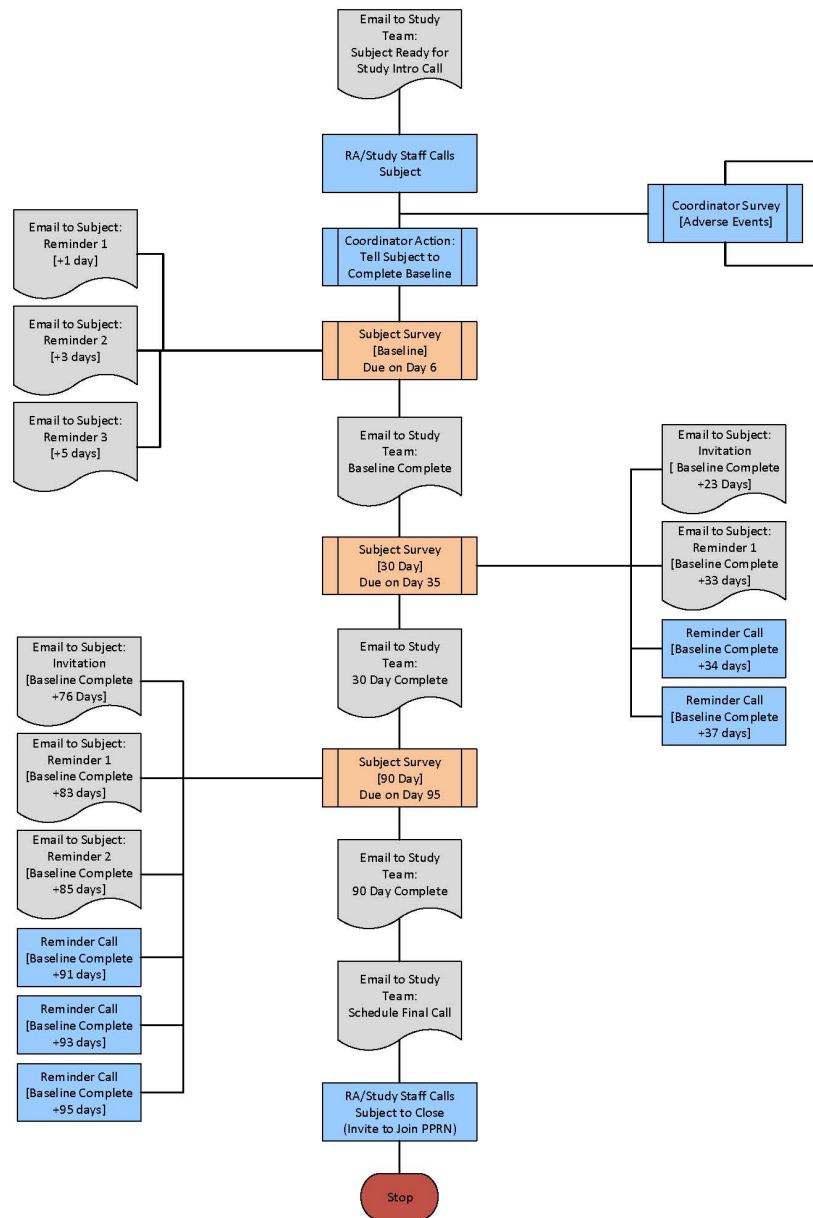 Email to Study
Team:
Subject Ready for
Study Intro Call
RA/Study Staff Calls
Subject
Coordinator Survey
[Adverse Events]
Coordinator Action:
Tell Subject to
Complete Baseline
Email to Subject:
Reminder 1
[+1 day]
Email to Subject:
Reminder 2
[+3 days]
Email to Subject:
Reminder 3
[+5 days]
Subject Survey
[Baseline]
Due on Day 6
Email to Study
Team:
Baseline Complete
Email to Subject:
Invitation
[ Baseline Complete
+23 Days]
Email to Subject:
Reminder 1
[Baseline Complete
+33 days]
Reminder Call
[Baseline Complete
+34 days]
Reminder Call
[Baseline Complete
+37 days]
Subject Survey
[30 Day]
Due on Day 35
Email to Study
Team:
30 Day Complete
Email to Subject:
Invitation
[Baseline Complete
+76 Days]
Email to Subject:
Reminder 1
[Baseline Complete
+83 days]
Email to Subject:
Reminder 2
[Baseline Complete
+85 days]
Reminder Call
[Baseline Complete
+91 days]
Reminder Call
[Baseline Complete
+93 days]
Reminder Call
[Baseline Complete
+95 days]
Subject Survey
[90 Day]
Due on Day 95
Email to Study
Team:
90 Day Complete
Email to Study
Team:
Schedule Final Call
RA/Study Staff Calls
Subject to Close
(Invite to Join PPRN)
Stop